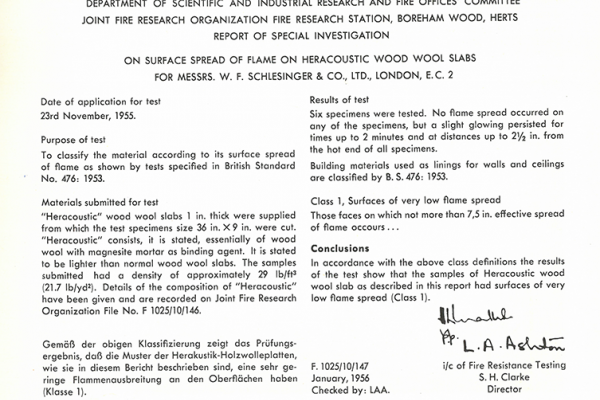 DEPARTMENT OF SCIENTIFIC AND INDUSTRIAL RESEARCH AND FIRE OFFICES' COMMITTEE
JOINT FIRE RESEARCH ORGANIZATION FIRE RESEARCH STATION, BOREHAM WOOD, HERTS
REPORT OF SPECIAL INVESTIGATION
ON SURFACE SPREAD OF FLAME ON HERACOUSTIC WOOD WOOL SLABS
FOR MESSRS. W. F. SCHLESINGER & CO., LTD., LONDON, E.C. 2
Date of application for test
23rd November, 1955.
Purpose of test
To classify the material according to its surface spread
of flame as shown by tests specified in British Standard
No. 476: 1953.
Materials submitted for test
"Heracoustic" wood wool slabs 1 in. thick were supplied
from which the test specimens size 36 in. X 9 in. were cut.
"Heracoustic" consists, it is stated, essentially of wood
wool with magnesite mortar as binding agent. It is stated
to be lighter than normal wood wool slabs. The samples
submitted had a density of approximately 29 lb/ft³
(21.7 lb/yd²). Details of the composition of "Heracoustic"
have been given and are recorded on Joint Fire Research
Organization File No. F 1025/10/146.
Gemäß der obigen Klassifizierung zeigt das Prüfungs-
ergebnis, daß die Muster der Herakustik-Holzwolleplatten,
wie sie in diesem Bericht beschrieben sind, eine sehr ge-
ringe Flammenausbreitung an den Oberflächen haben
(Klasse 1).
Results of test
Six specimens were tested. No flame spread occurred on
any of the specimens, but a slight glowing persisted for
times up to 2 minutes and at distances up to 2½ in. from
the hot end of all specimens.
Building materials used as linings for walls and ceilings
are classified by B. S. 476: 1953.
Class 1, Surfaces of very low flame spread
Those faces on which not more than 7,5 in. effective spread
of flame occours...
Conclusions
In accordance with the above class definitions the results
of the test show that the samples of Heracoustic wood
wool slab as described in this report had surfaces of very
low flame spread (Class 1).
L. A. Ashton
F. 1025/10/147
January, 1956
Checked by: LAA.
i/c of Fire Resistance Testing
S. H. Clarke
Director